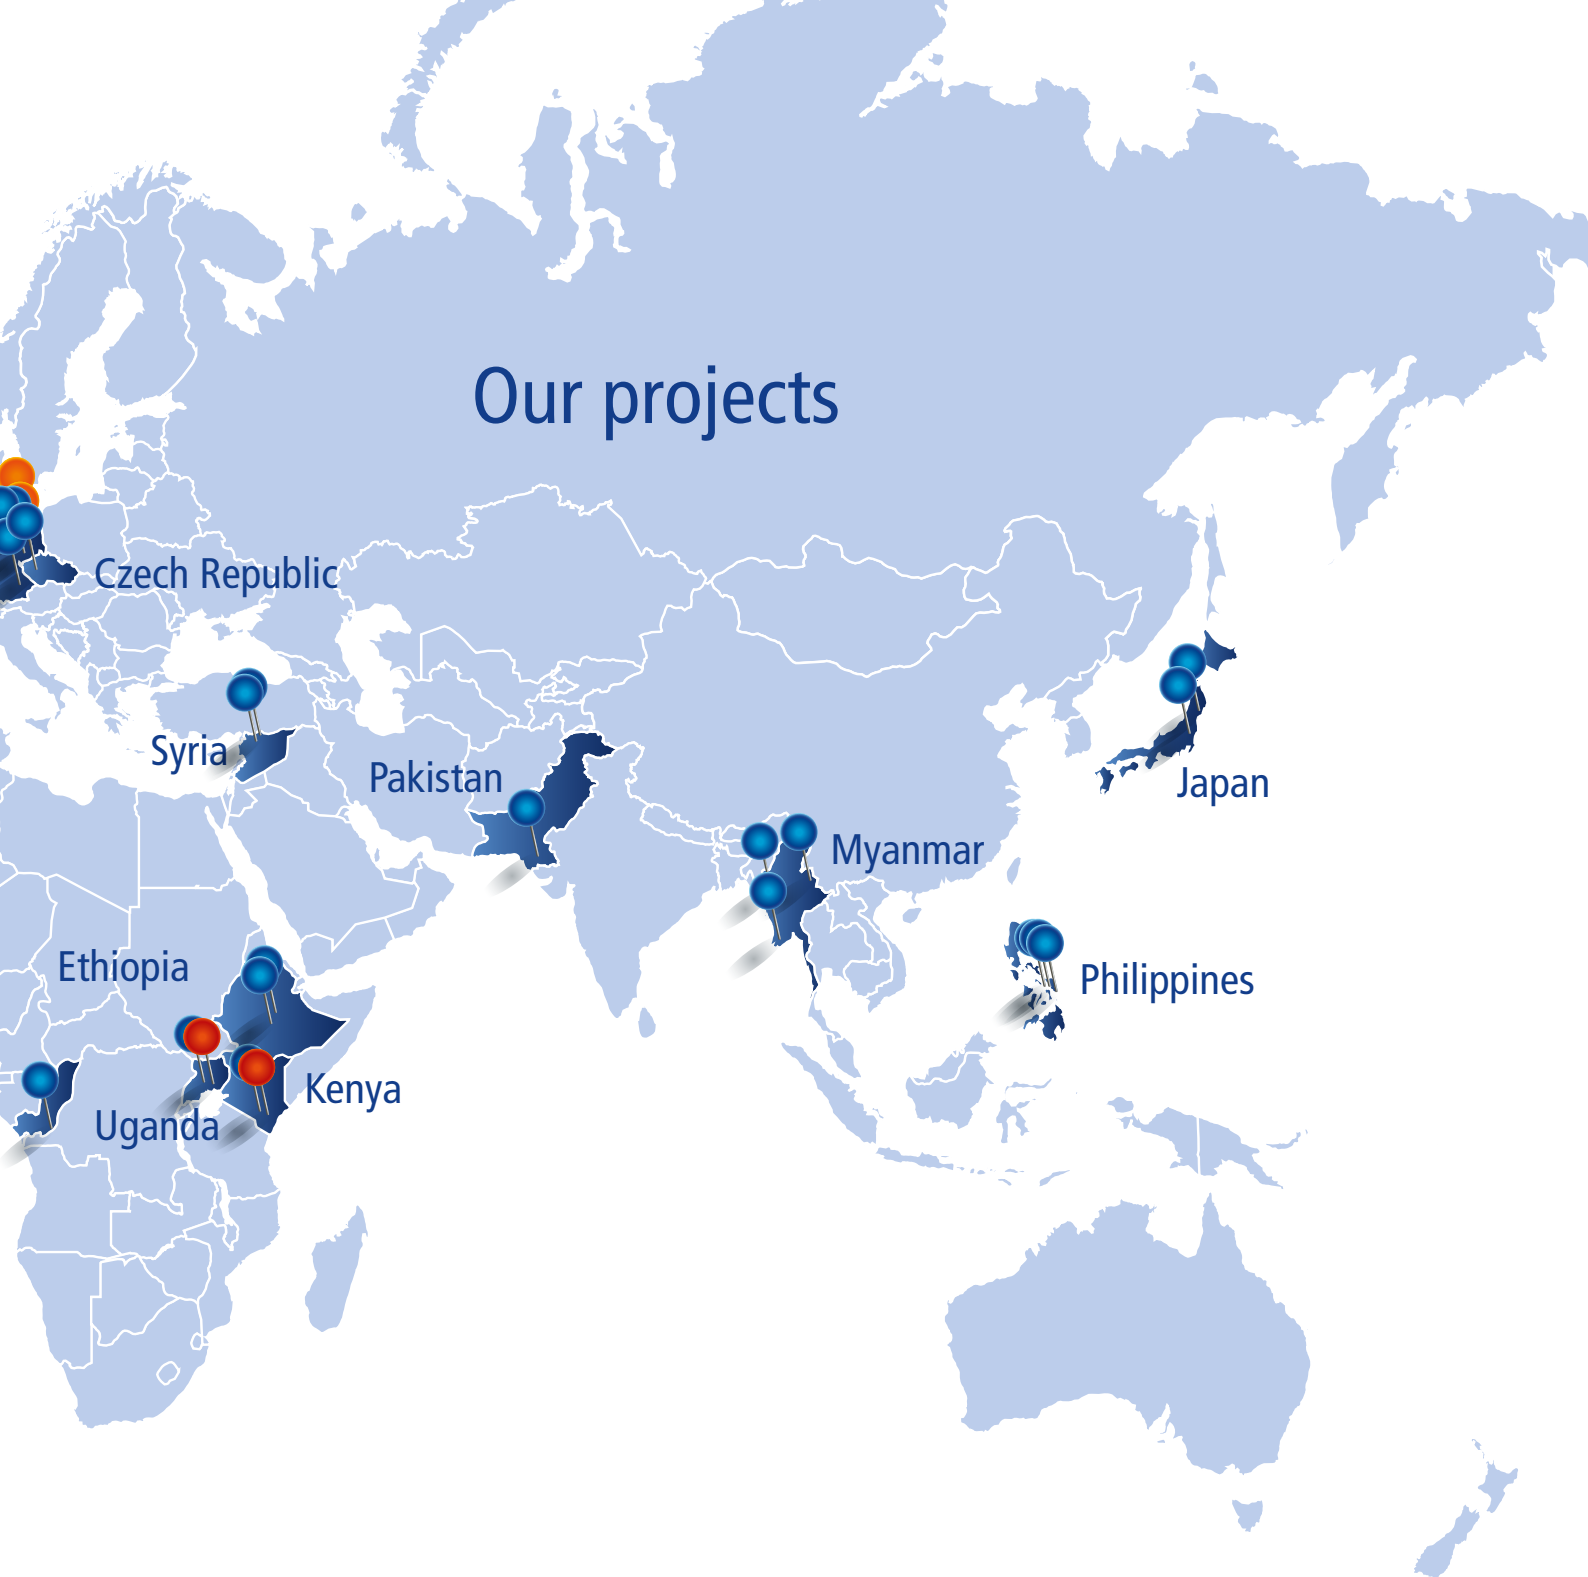 Our projects
Czech Republic
Syria
Pakistan
Japan
Myanmar
Ethiopia
Philippines
Kenya
Uganda